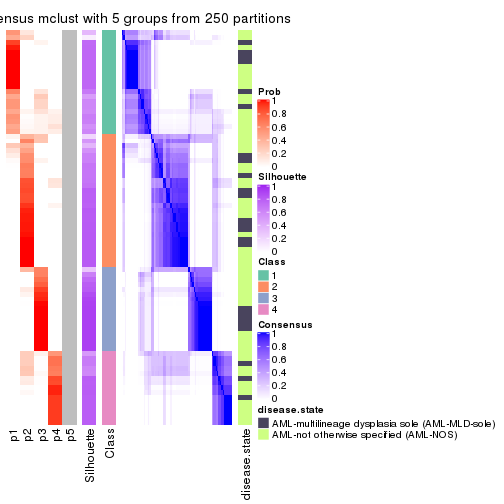 ensus mclust with 5 groups from 250 partitions
Prob
1
0.8
0.6
0.4
0.2
0
Silhouette
1
0.8
0.6
0.4
0.2
0
Class
1
2
3
4
Consensus
1
0.8
0.6
0.4
0.2
0
disease.state
AML-multilineage dysplasia sole (AML-MLD-sole)
AML-not otherwise specified (AML-NOS)
p1
p2
p3
p4
p5
Silhouette
Class
disease.state